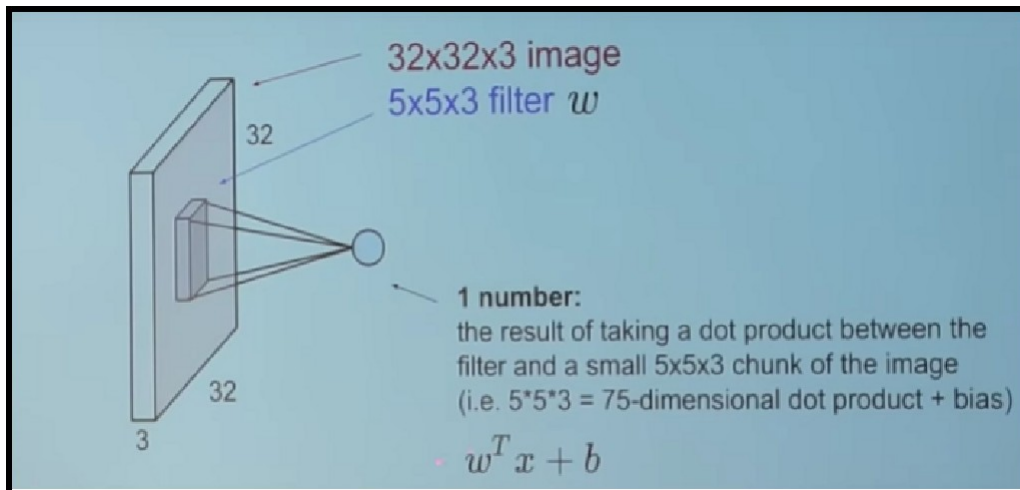 32x32x3 image
5x5x3 filter w
32
32
3
1 number:
the result of taking a dot product between the
filter and a small 5x5x3 chunk of the image
(i.e. 5*5*3 = 75-dimensional dot product + bias)
w^T x + b